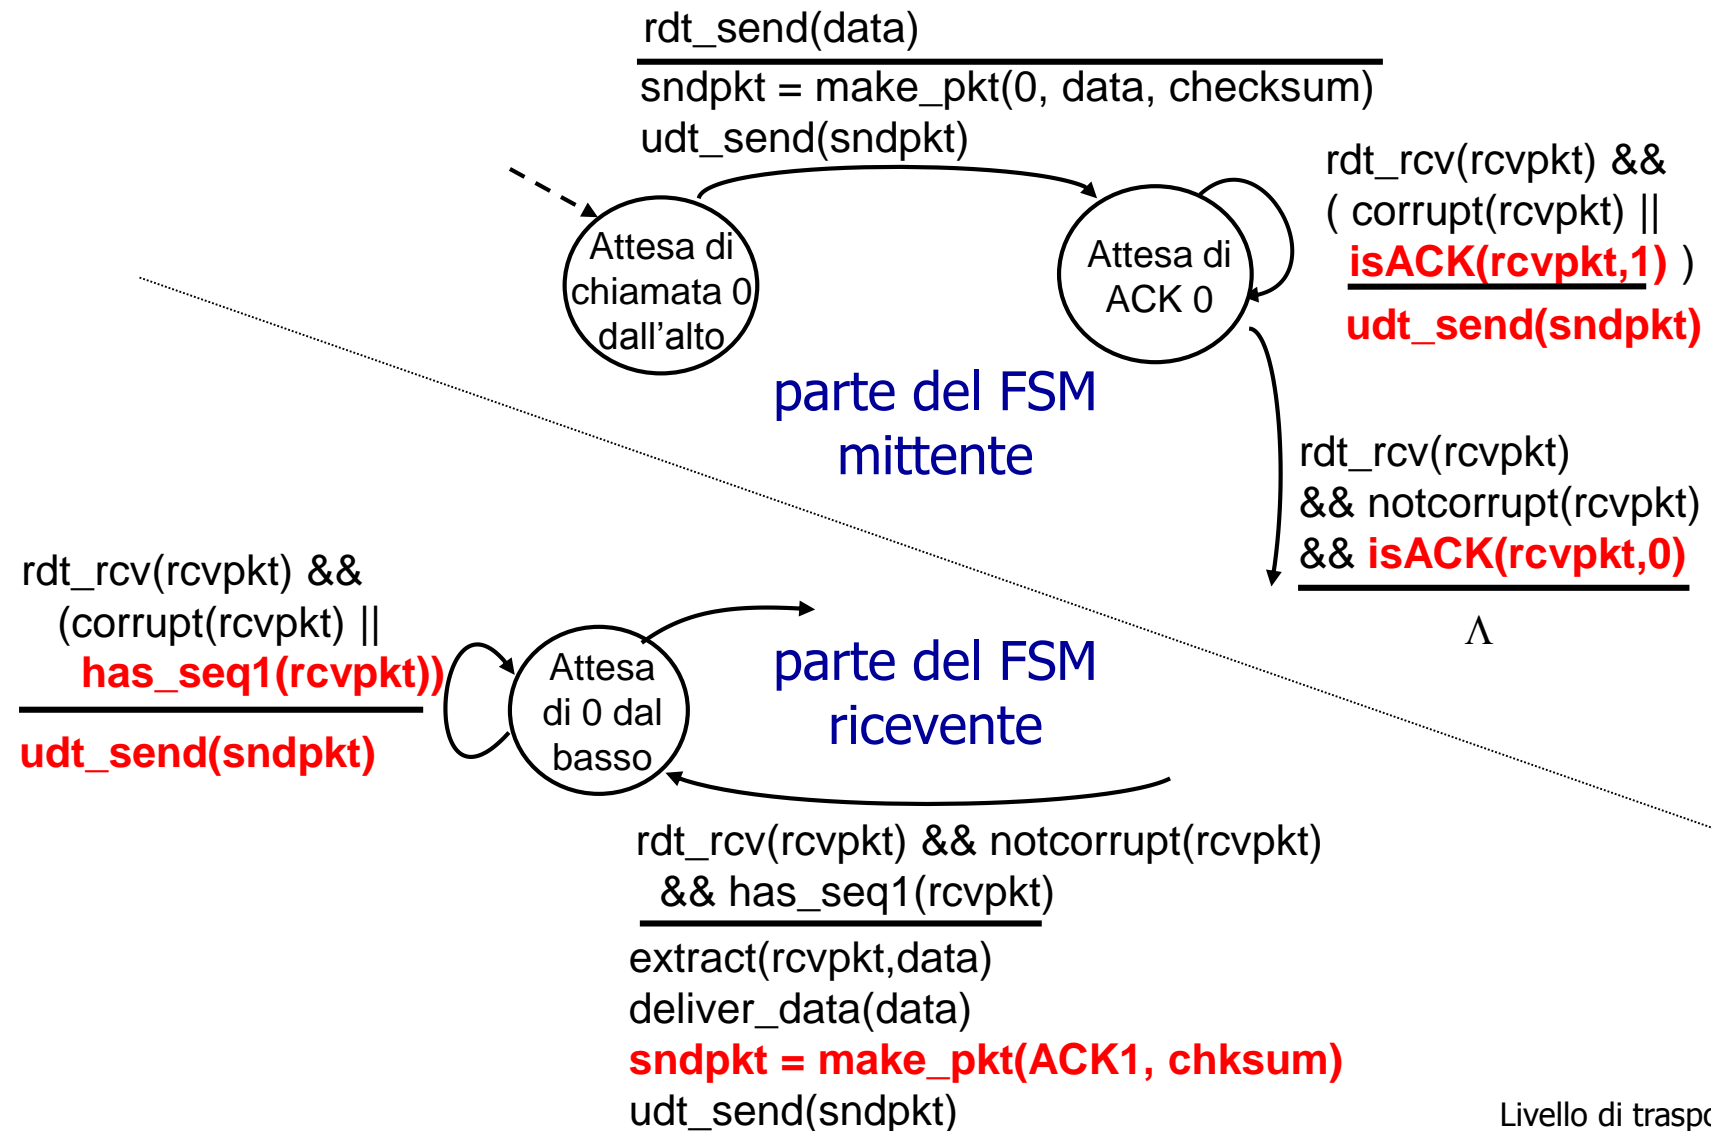 rdt_send(data)
sndpkt = make_pkt(0, data, checksum)
udt_send(sndpkt)
Attesa di
chiamata 0
dall'alto
Attesa di
ACK 0
rdt_rcv(rcvpkt) &&
( corrupt(rcvpkt) ||
isACK(rcvpkt,1) )
udt_send(sndpkt)
parte del FSM
mittente
rdt_rcv(rcvpkt)
&& notcorrupt(rcvpkt)
&& isACK(rcvpkt,0)
Λ
rdt_rcv(rcvpkt) &&
(corrupt(rcvpkt) ||
has_seq1(rcvpkt))
udt_send(sndpkt)
Attesa
di 0 dal
basso
parte del FSM
ricevente
rdt_rcv(rcvpkt) && notcorrupt(rcvpkt)
&& has_seq1(rcvpkt)
extract(rcvpkt,data)
deliver_data(data)
sndpkt = make_pkt(ACK1, chksum)
udt_send(sndpkt)
Livello di traspo